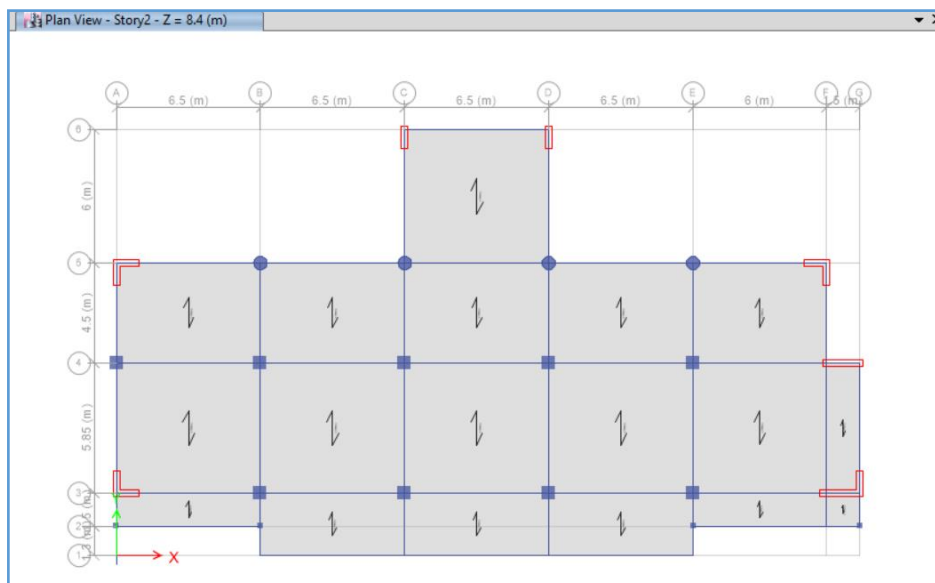 Plan View - Story2 - Z = 8.4 (m)
A B C D E F G
6.5 (m) 6.5 (m) 6.5 (m) 6.5 (m) 6 (m) 1.5 (m)
6
6 (m)
5
4.5 (m)
4
5.85 (m)
3
2
1
X